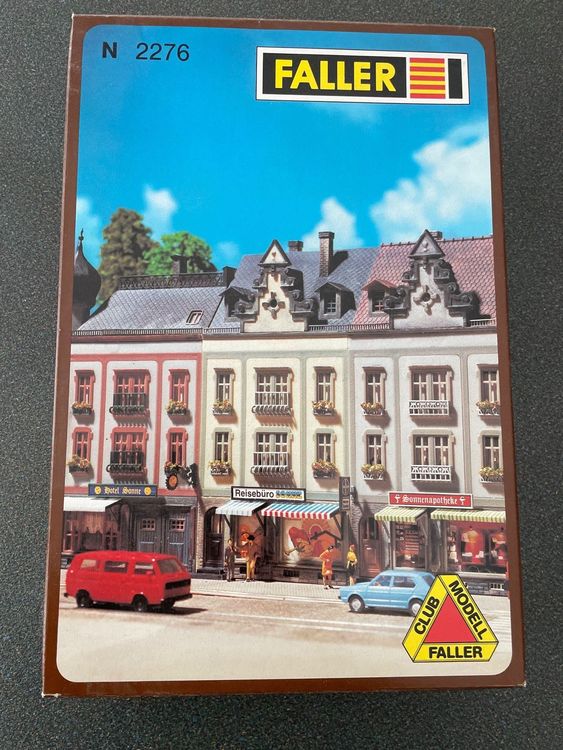 N 2276
FALLER
Hotel Sonne
Reisebüro
Sonnenapotheke
CLUB
MODELL
FALLER